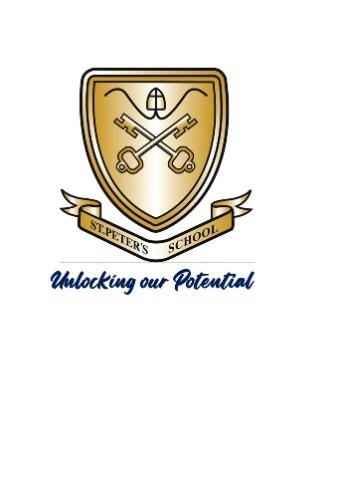 ST.PETER'S SCHOOL
Unlocking our Potential